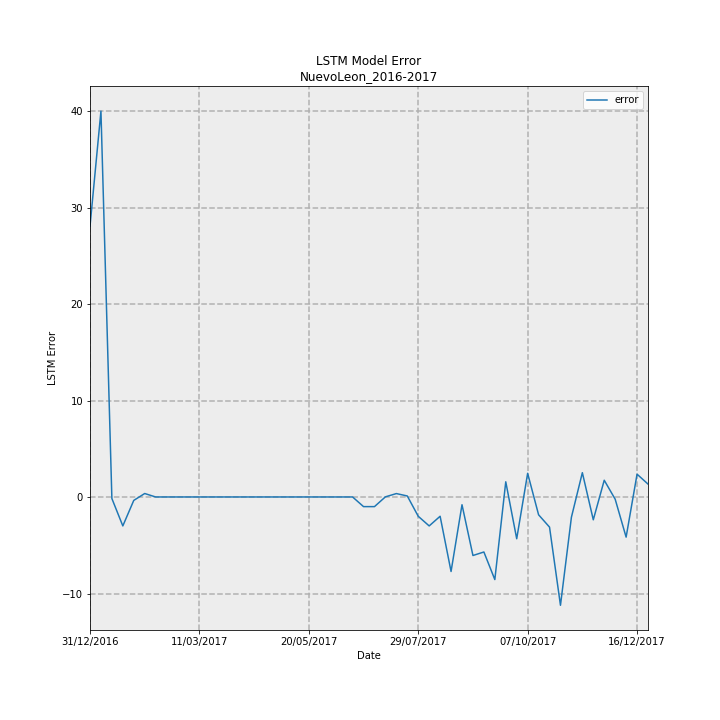 LSTM Model Error
NuevoLeon_2016-2017
error
40
30
20
10
0
−10
LSTM Error
31/12/2016 11/03/2017 20/05/2017 29/07/2017 07/10/2017 16/12/2017
Date